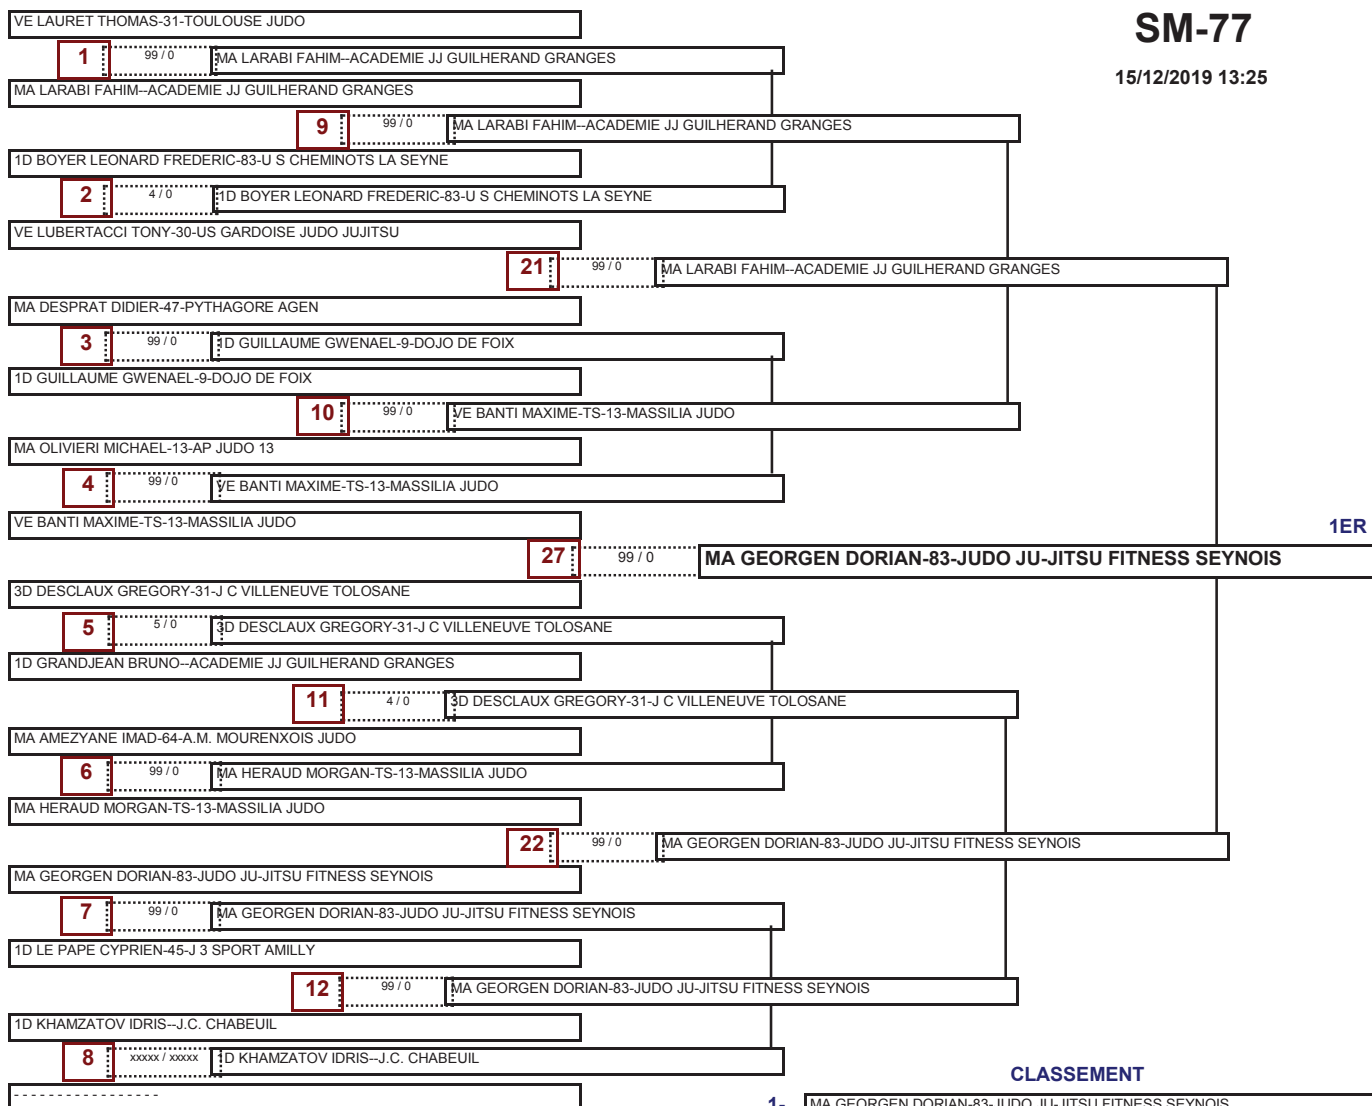 SM-77
15/12/2019 13:25
VE LAURET THOMAS-31-TOULOUSE JUDO
1 99 / 0 MA LARABI FAHIM--ACADEMIE JJ GUILHERAND GRANGES
MA LARABI FAHIM--ACADEMIE JJ GUILHERAND GRANGES
9 99 / 0 MA LARABI FAHIM--ACADEMIE JJ GUILHERAND GRANGES
1D BOYER LEONARD FREDERIC-83-U S CHEMINOTS LA SEYNE
2 4 / 0 1D BOYER LEONARD FREDERIC-83-U S CHEMINOTS LA SEYNE
VE LUBERTACCI TONY-30-US GARDOISE JUDO JUJITSU
21 99 / 0 MA LARABI FAHIM--ACADEMIE JJ GUILHERAND GRANGES
MA DESPRAT DIDIER-47-PYTHAGORE AGEN
3 99 / 0 1D GUILLAUME GWENAEL-9-DOJO DE FOIX
1D GUILLAUME GWENAEL-9-DOJO DE FOIX
10 99 / 0 VE BANTI MAXIME-TS-13-MASSILIA JUDO
MA OLIVIERI MICHAEL-13-AP JUDO 13
4 99 / 0 VE BANTI MAXIME-TS-13-MASSILIA JUDO
VE BANTI MAXIME-TS-13-MASSILIA JUDO
1ER
27 99 / 0 MA GEORGEN DORIAN-83-JUDO JU-JITSU FITNESS SEYNOIS
3D DESCLAUX GREGORY-31-J C VILLENEUVE TOLOSANE
5 5 / 0 3D DESCLAUX GREGORY-31-J C VILLENEUVE TOLOSANE
1D GRANDJEAN BRUNO--ACADEMIE JJ GUILHERAND GRANGES
11 4 / 0 3D DESCLAUX GREGORY-31-J C VILLENEUVE TOLOSANE
MA AMEZYANE IMAD-64-A.M. MOURENXOIS JUDO
6 99 / 0 MA HERAUD MORGAN-TS-13-MASSILIA JUDO
MA HERAUD MORGAN-TS-13-MASSILIA JUDO
22 99 / 0 MA GEORGEN DORIAN-83-JUDO JU-JITSU FITNESS SEYNOIS
MA GEORGEN DORIAN-83-JUDO JU-JITSU FITNESS SEYNOIS
7 99 / 0 MA GEORGEN DORIAN-83-JUDO JU-JITSU FITNESS SEYNOIS
1D LE PAPE CYPRIEN-45-J 3 SPORT AMILLY
12 99 / 0 MA GEORGEN DORIAN-83-JUDO JU-JITSU FITNESS SEYNOIS
1D KHAMZATOV IDRIS--J.C. CHABEUIL
8 xxxxx / xxxxx 1D KHAMZATOV IDRIS--J.C. CHABEUIL
CLASSEMENT
- - - - - - - - - - - - - - - - -
1- MA GEORGEN DORIAN-83-JUDO JU-JITSU FITNESS SEYNOIS